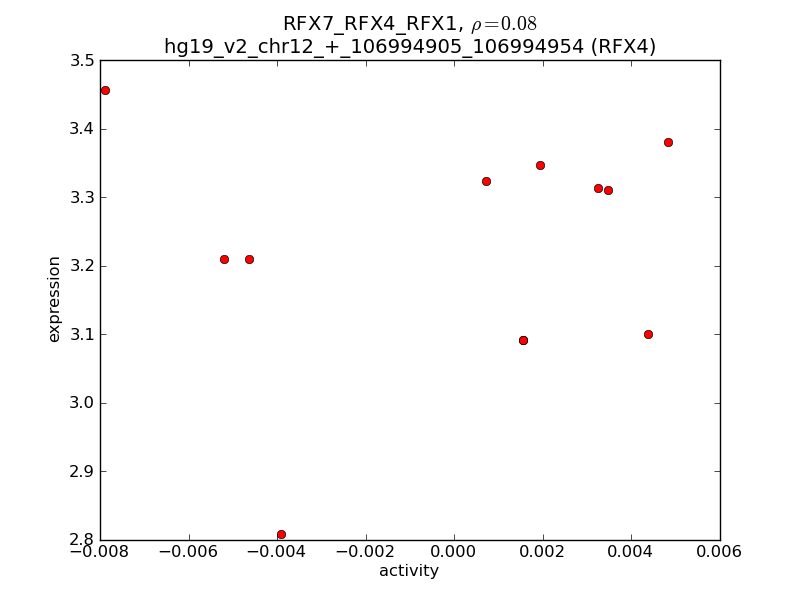 RFX7_RFX4_RFX1, ρ=0.08
hg19_v2_chr12_+_106994905_106994954 (RFX4)
3.5
3.4
3.3
3.2
3.1
3.0
2.9
2.8
expression
−0.008 −0.006 −0.004 −0.002 0.000 0.002 0.004 0.006
activity